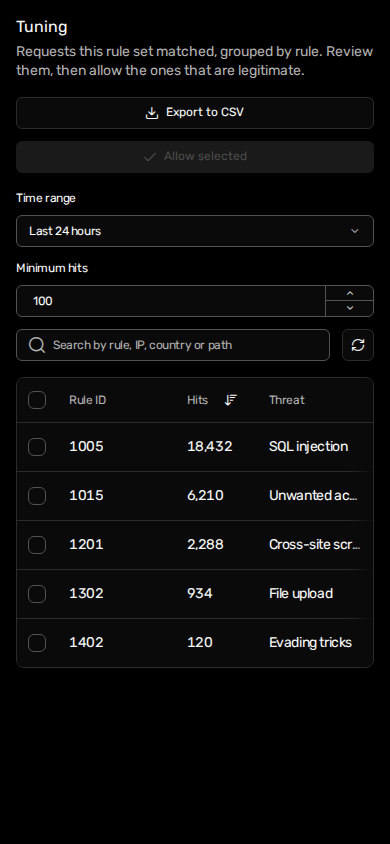 Tuning
Requests this rule set matched, grouped by rule. Review
them, then allow the ones that are legitimate.
Export to CSV
Allow selected
Time range
Last 24 hours
Minimum hits
100
Search by rule, IP, country or path
Rule ID Hits Threat
1005 18,432 SQL injection
1015 6,210 Unwanted ac...
1201 2,288 Cross-site scr...
1302 934 File upload
1402 120 Evading tricks